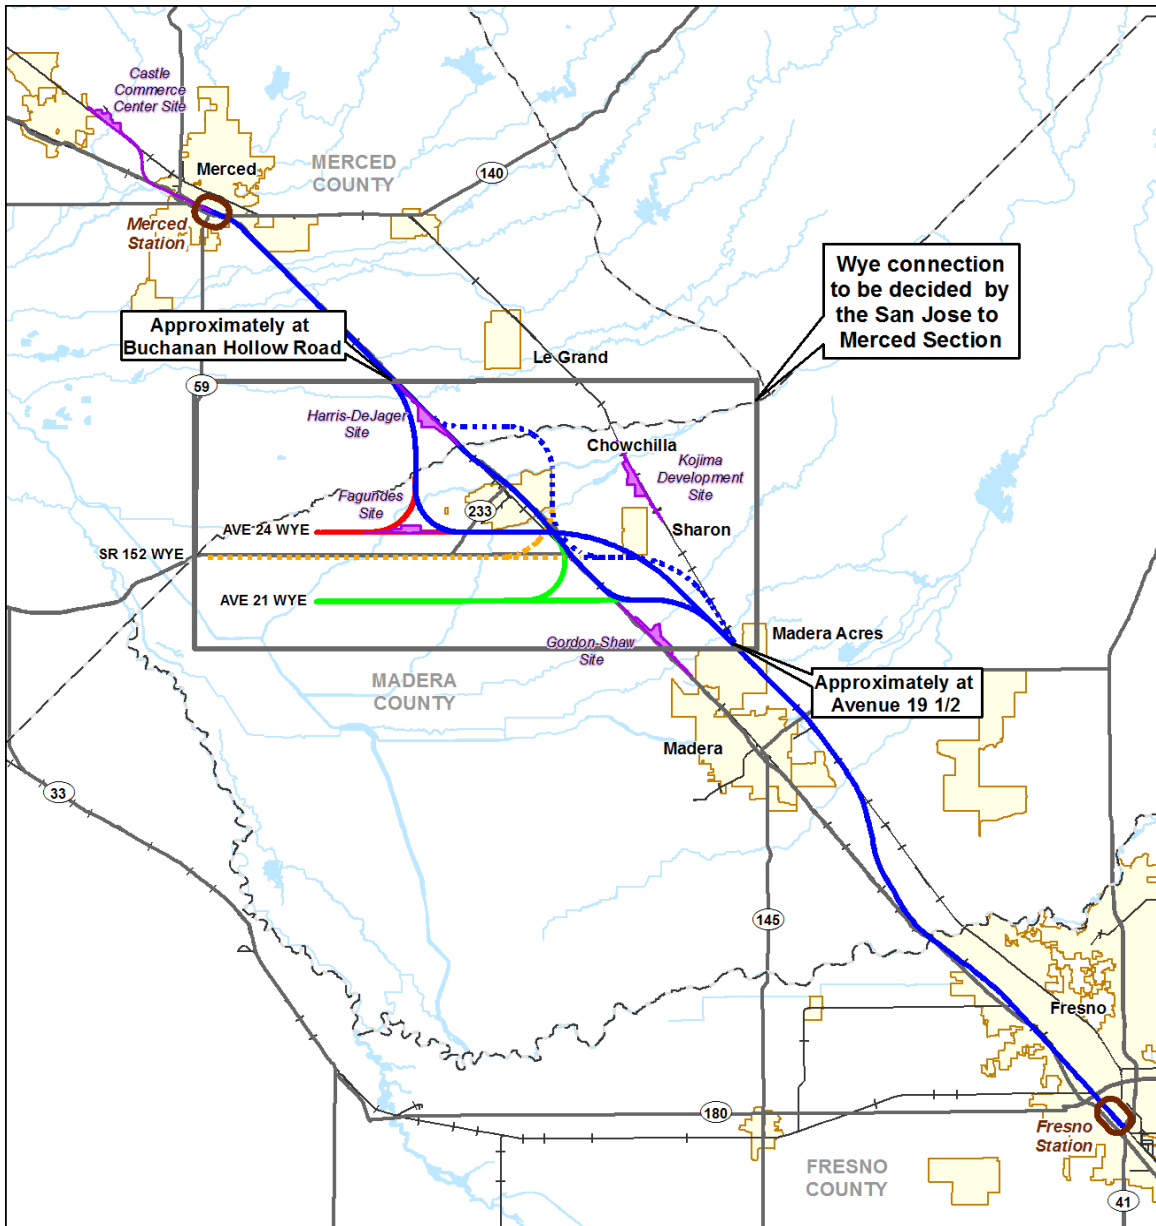 Castle
Commerce
Center Site
Merced
MERCED
COUNTY
140
Merced
Station
Wye connection
to be decided by
the San Jose to
Merced Section
Approximately at
Buchanan Hollow Road
Le Grand
59
Harris-DeJager
Site
Chowchilla
Kojima
Development
Site
Fagundes
Site
233
AVE 24 WYE
Sharon
SR 152 WYE
AVE 21 WYE
Madera Acres
Gordon-Shaw
Site
MADERA
COUNTY
Approximately at
Avenue 19 1/2
Madera
33
145
Fresno
180
Fresno
Station
FRESNO
COUNTY
41